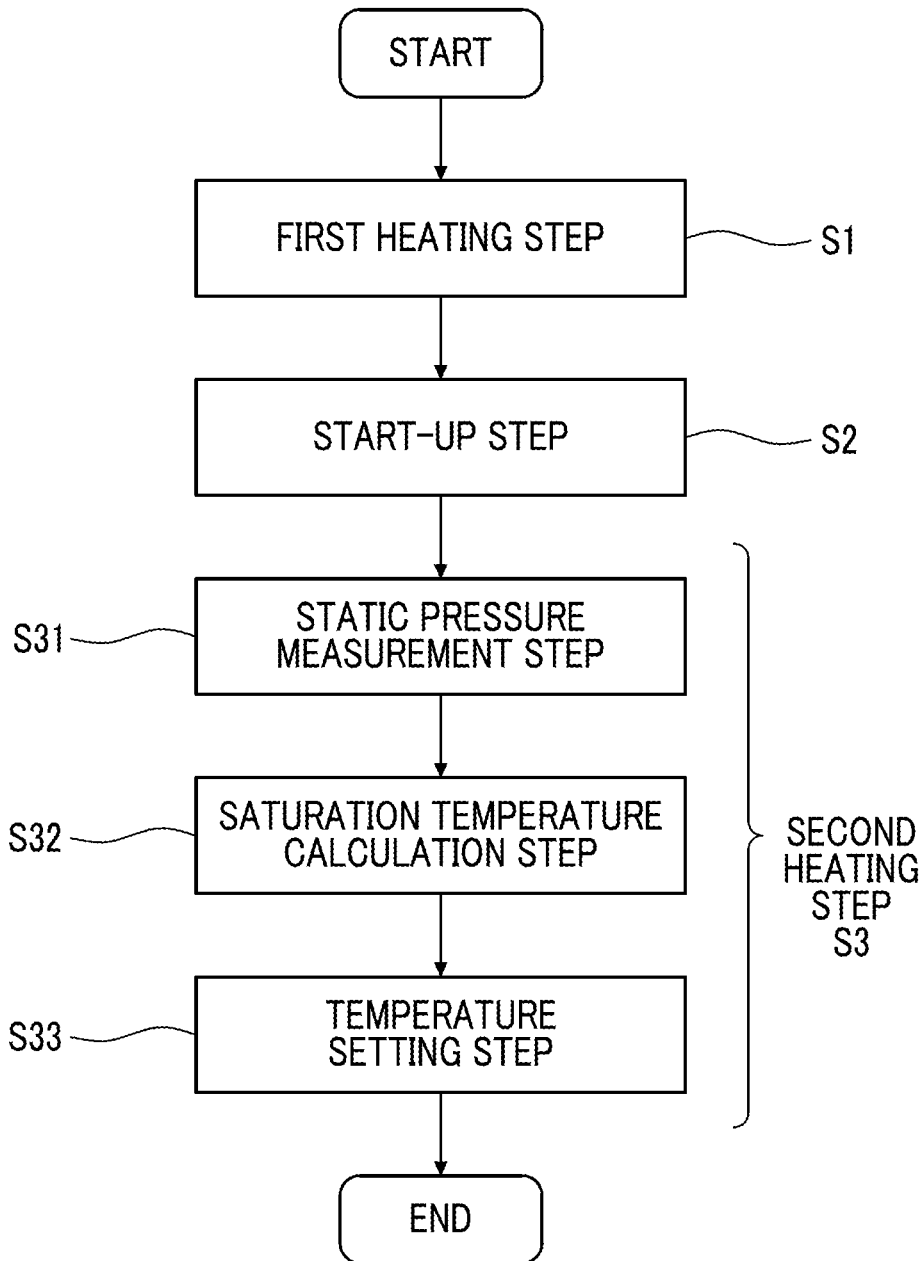 START
FIRST HEATING STEP
S1
START-UP STEP
S2
STATIC PRESSURE
MEASUREMENT STEP
S31
SATURATION TEMPERATURE
CALCULATION STEP
S32
TEMPERATURE
SETTING STEP
S33
SECOND
HEATING
STEP
S3
END